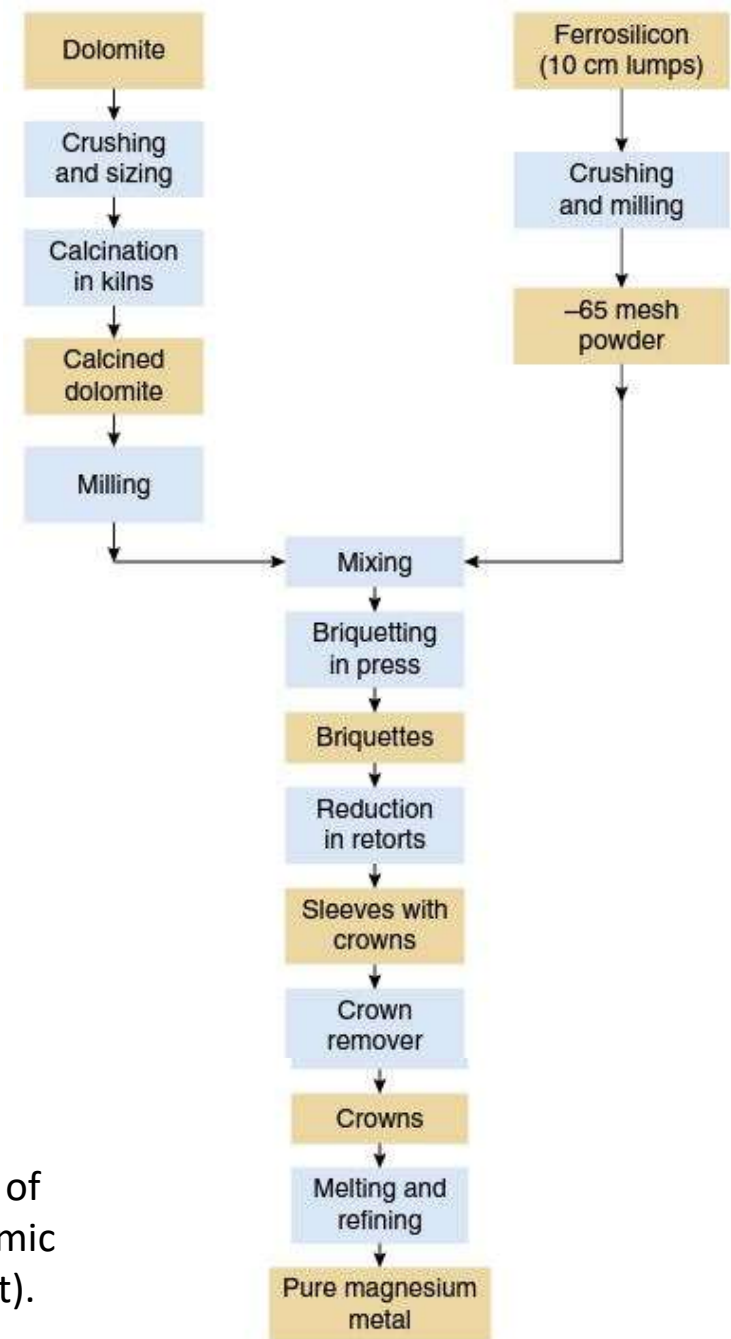 Dolomite
Crushing
and sizing
Calcination
in kilns
Calcined
dolomite
Milling
Ferrosilicon
(10 cm lumps)
Crushing
and milling
–65 mesh
powder
Mixing
Briquetting
in press
Briquettes
Reduction
in retorts
Sleeves with
crowns
Crown
remover
Crowns
Melting and
refining
Pure magnesium
metal
of
mic
t).